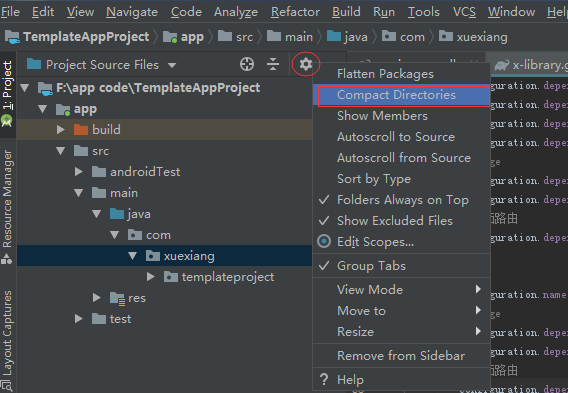 File Edit View Navigate Code Analyze Refactor Build Run Tools VCS Window Help
TemplateAppProject app src main java com xuexiang
1: Project
Resource Manager
Layout Captures
Project Source Files
F:\app code\TemplateAppProject
app
build
src
androidTest
main
java
com
xuexiang
templateproject
res
test
Flatten Packages
Compact Directories
Show Members
Autoscroll to Source
Autoscroll from Source
Sort by Type
Folders Always on Top
Show Excluded Files
Edit Scopes...
Group Tabs
View Mode
Move to
Resize
Remove from Sidebar
Help
x-library.g
guration.depe
guration.depe
guration.depe
guration.depe
ge
guration.depe
路由
guration.depe
guration.name
ge
guration.depe
guration.depe
路由
configuration.depe